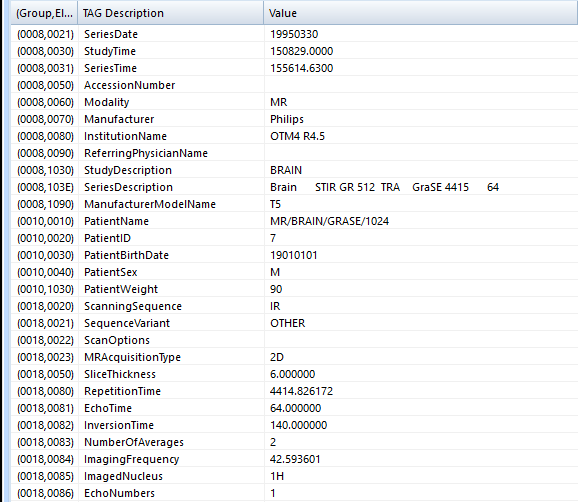 (Group,El... TAG Description Value
(0008,0021) SeriesDate 19950330
(0008,0030) StudyTime 150829.0000
(0008,0031) SeriesTime 155614.6300
(0008,0050) AccessionNumber
(0008,0060) Modality MR
(0008,0070) Manufacturer Philips
(0008,0080) InstitutionName OTM4 R4.5
(0008,0090) ReferringPhysicianName
(0008,1030) StudyDescription BRAIN
(0008,103E) SeriesDescription Brain STIR GR 512 TRA GraSE 4415 64
(0008,1090) ManufacturerModelName T5
(0010,0010) PatientName MR/BRAIN/GRASE/1024
(0010,0020) PatientID 7
(0010,0030) PatientBirthDate 19010101
(0010,0040) PatientSex M
(0010,1030) PatientWeight 90
(0018,0020) ScanningSequence IR
(0018,0021) SequenceVariant OTHER
(0018,0022) ScanOptions
(0018,0023) MRAcquisitionType 2D
(0018,0050) SliceThickness 6.000000
(0018,0080) RepetitionTime 4414.826172
(0018,0081) EchoTime 64.000000
(0018,0082) InversionTime 140.000000
(0018,0083) NumberOfAverages 2
(0018,0084) ImagingFrequency 42.593601
(0018,0085) ImagedNucleus 1H
(0018,0086) EchoNumbers 1